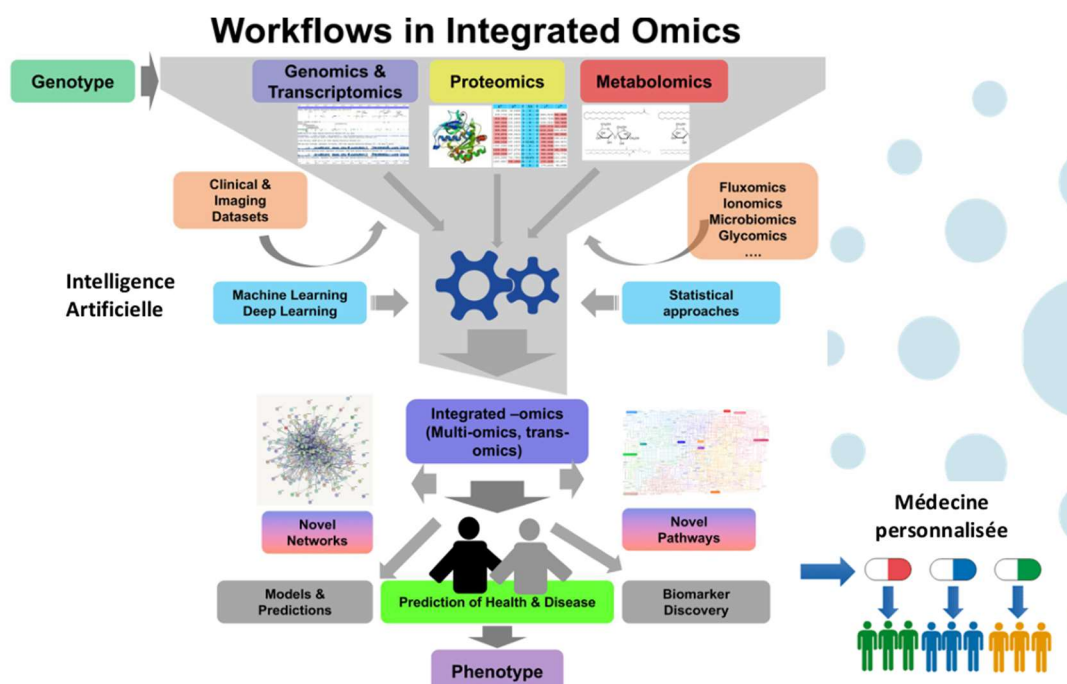 Workflows in Integrated Omics
Genotype
Genomics &
Transcriptomics
Proteomics
Metabolomics
Clinical &
Imaging
Datasets
Fluxomics
Ionomics
Microbiomics
Glycomics
....
Intelligence
Artificielle
Machine Learning
Deep Learning
Statistical
approaches
Integrated –omics
(Multi-omics, trans-
omics)
Novel
Networks
Novel
Pathways
Models &
Predictions
Prediction of Health & Disease
Biomarker
Discovery
Phenotype
Médecine
personnalisée